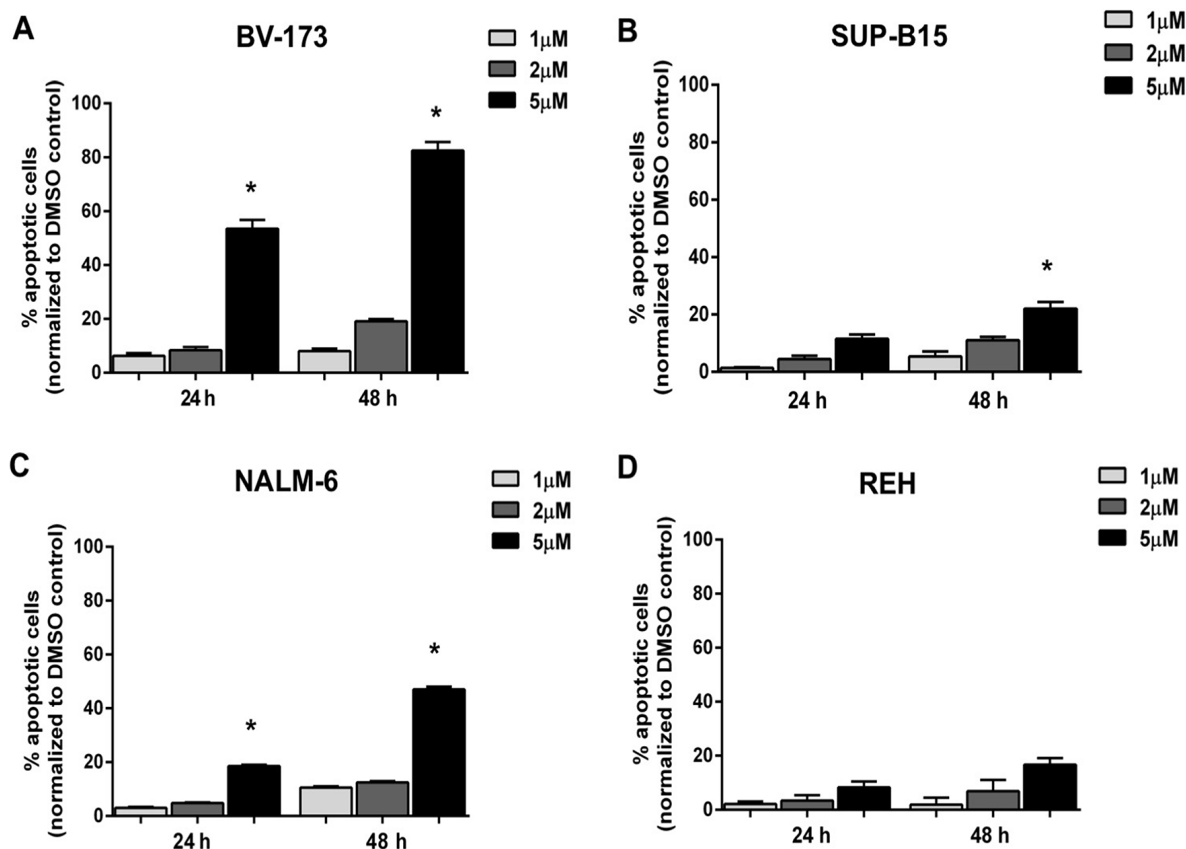 A
BV-173
1μM
2μM
5μM
% apoptotic cells
(normalized to DMSO control)
100
80
60
40
20
0
*
*
24 h
48 h
B
SUP-B15
1μM
2μM
5μM
% apoptotic cells
(normalized to DMSO control)
100
80
60
40
20
0
*
24 h
48 h
C
NALM-6
1μM
2μM
5μM
% apoptotic cells
(normalized to DMSO control)
100
80
60
40
20
0
*
*
24 h
48 h
D
REH
1μM
2μM
5μM
% apoptotic cells
(normalized to DMSO control)
100
80
60
40
20
0
24 h
48 h